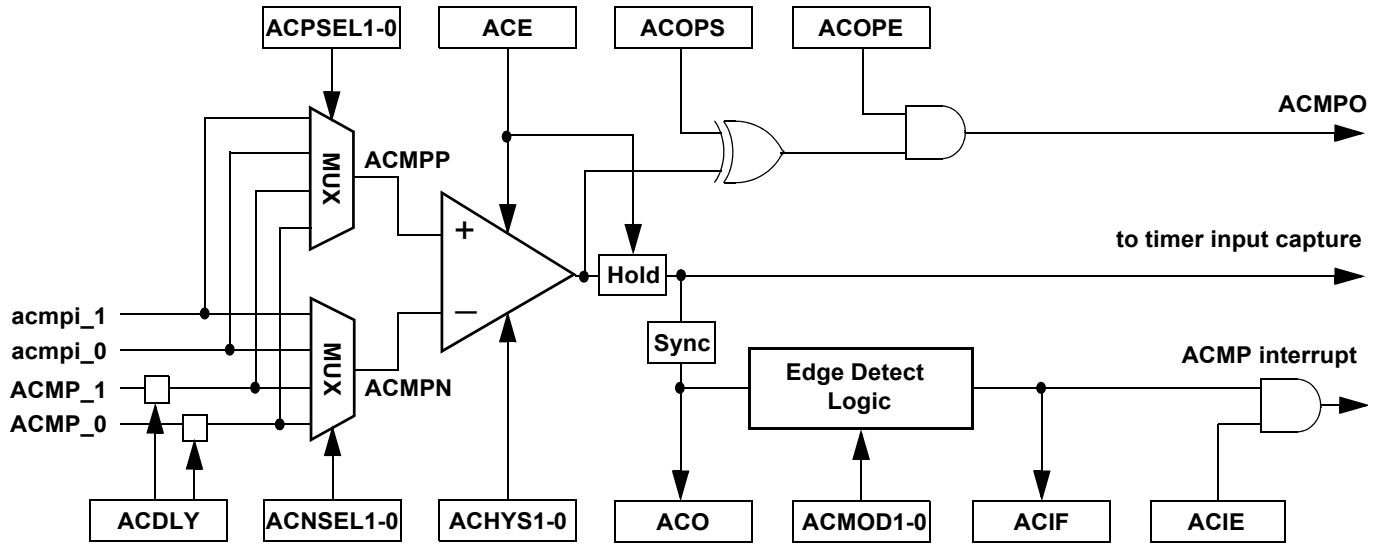 ACPSEL1-0
ACE
ACOPS
ACOPE
ACMPO
MUX
ACMPP
+
to timer input capture
Hold
acmpi_1
acmpi_0
ACMP_1
ACMP_0
MUX
ACMPN
−
Sync
Edge Detect
Logic
ACMP interrupt
ACDLY
ACNSEL1-0
ACHYS1-0
ACO
ACMOD1-0
ACIF
ACIE